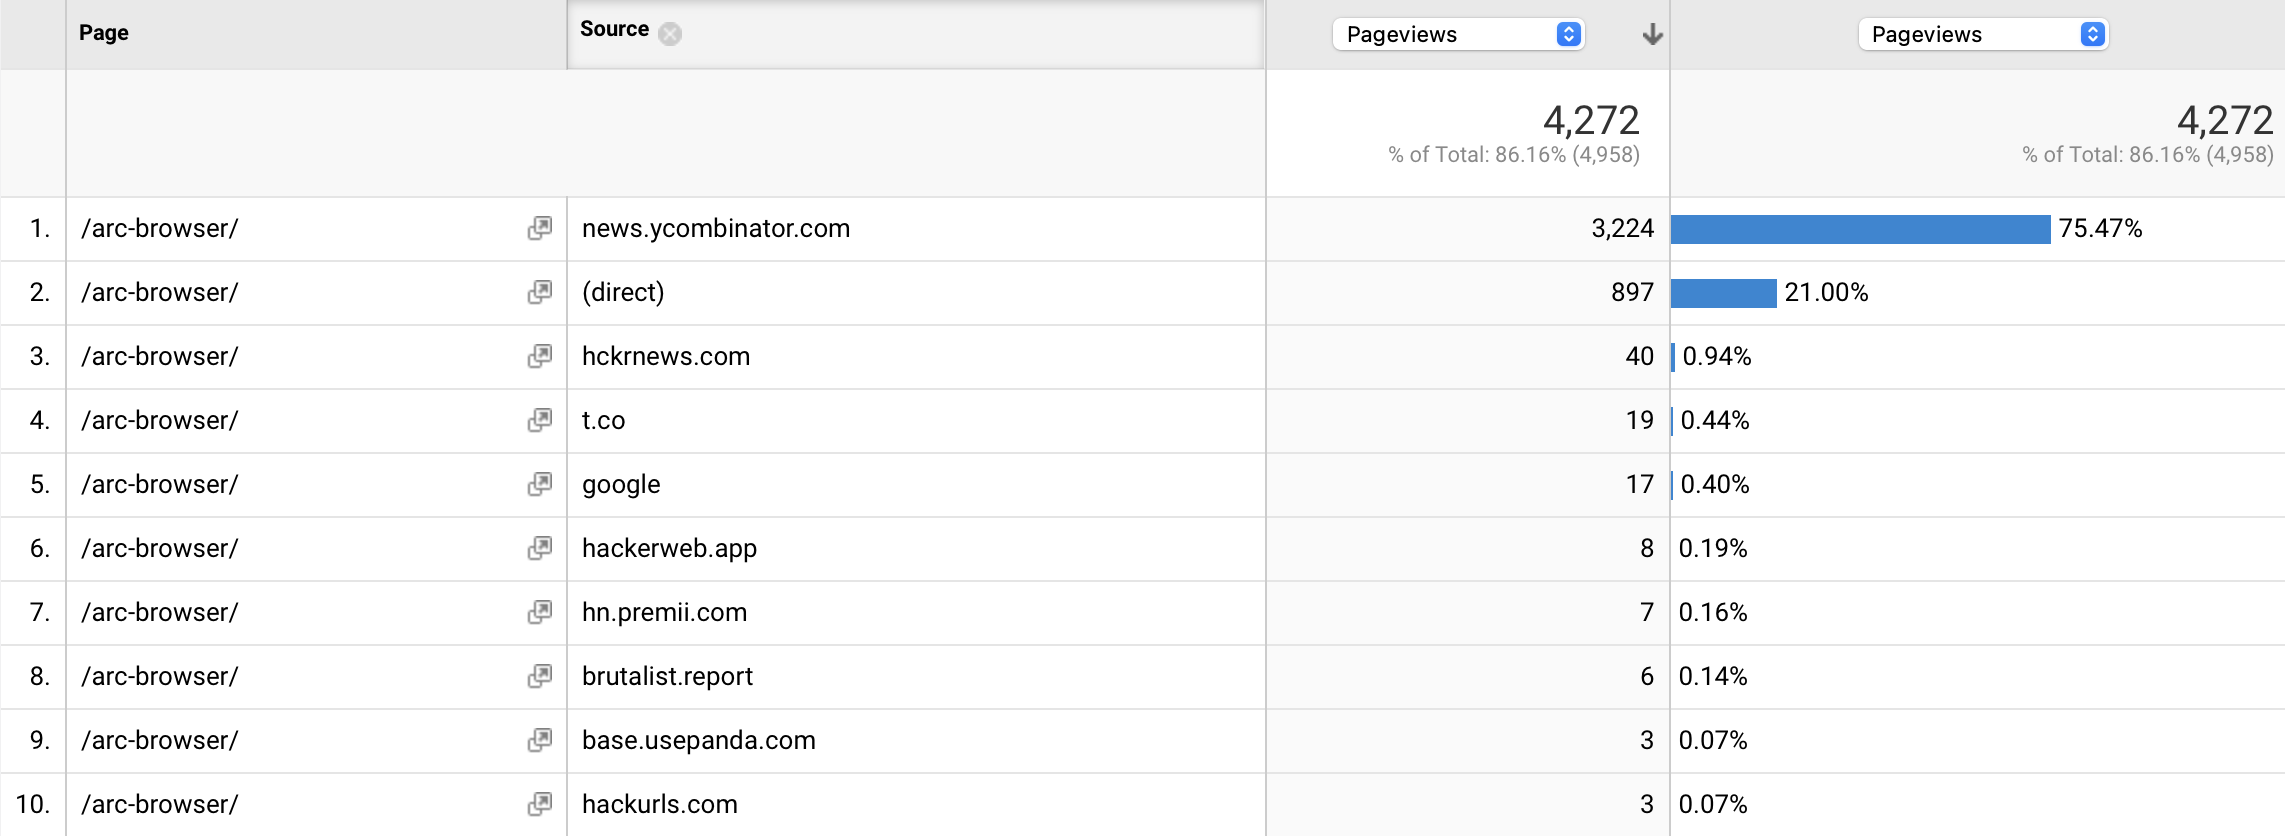 Page Source Pageviews Pageviews
4,272 4,272
% of Total: 86.16% (4,958) % of Total: 86.16% (4,958)
1. /arc-browser/ news.ycombinator.com 3,224 75.47%
2. /arc-browser/ (direct) 897 21.00%
3. /arc-browser/ hckrnews.com 40 0.94%
4. /arc-browser/ t.co 19 0.44%
5. /arc-browser/ google 17 0.40%
6. /arc-browser/ hackerweb.app 8 0.19%
7. /arc-browser/ hn.premii.com 7 0.16%
8. /arc-browser/ brutalist.report 6 0.14%
9. /arc-browser/ base.usepanda.com 3 0.07%
10. /arc-browser/ hackurls.com 3 0.07%